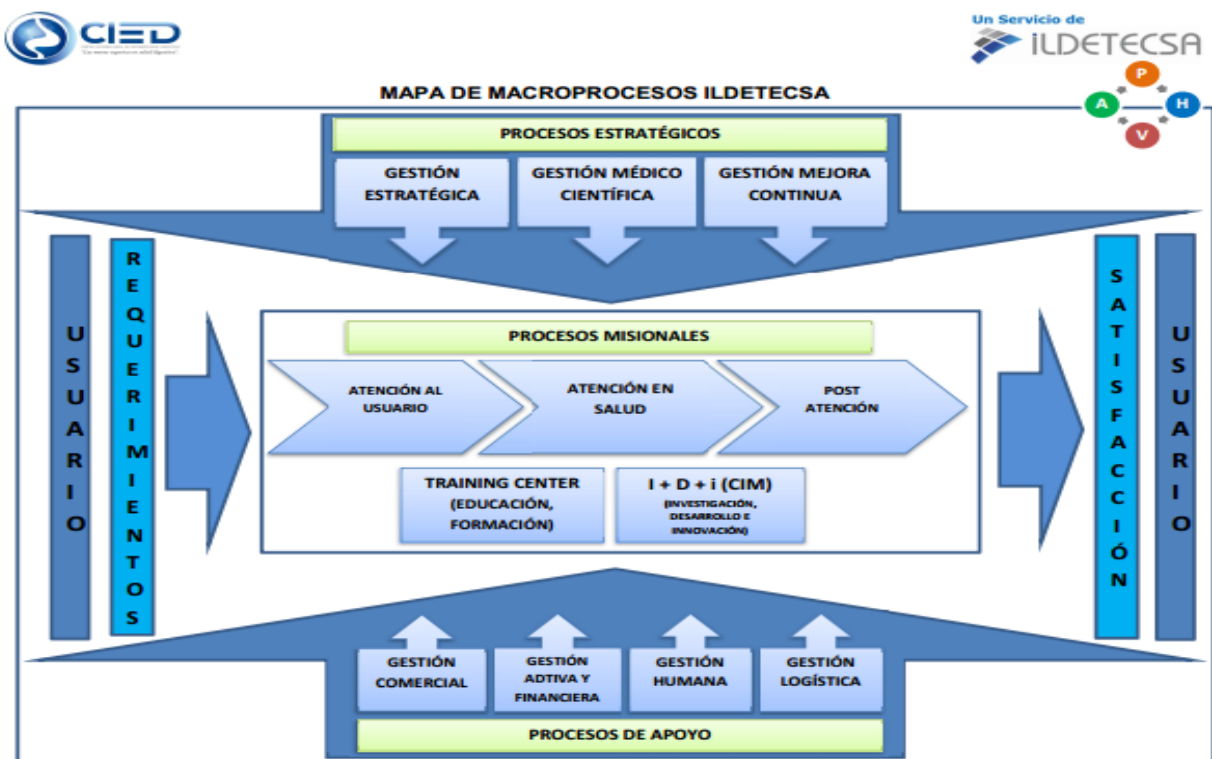 CIED
Un Servicio de
iLDETECSA
MAPA DE MACROPROCESOS ILDETECSA
P
A
H
V
PROCESOS ESTRATÉGICOS
GESTIÓN
ESTRATÉGICA
GESTIÓN MÉDICO
CIENTÍFICA
GESTIÓN MEJORA
CONTINUA
USUARIO
REQUERIMIENTOS
PROCESOS MISIONALES
ATENCIÓN AL
USUARIO
ATENCIÓN EN
SALUD
POST
ATENCIÓN
TRAINING CENTER
(EDUCACIÓN,
FORMACIÓN)
I + D + i (CIM)
(INVESTIGACIÓN,
DESARROLLO E
INNOVACIÓN)
SATISFACCIÓN
USUARIO
GESTIÓN
COMERCIAL
GESTIÓN
ADTIVA Y
FINANCIERA
GESTIÓN
HUMANA
GESTIÓN
LOGÍSTICA
PROCESOS DE APOYO